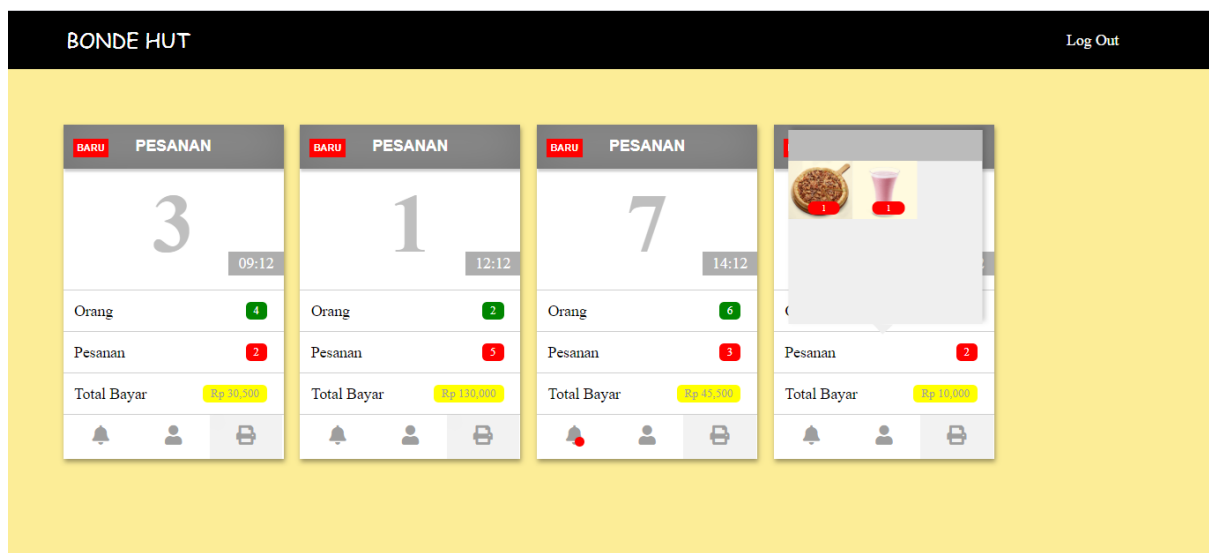 BONDE HUT
Log Out
BARU PESANAN
3
09:12
Orang 4
Pesanan 2
Total Bayar Rp 30,500
BARU PESANAN
1
12:12
Orang 2
Pesanan 5
Total Bayar Rp 130,000
BARU PESANAN
7
14:12
Orang 6
Pesanan 3
Total Bayar Rp 45,500
1 1
Pesanan 2
Total Bayar Rp 10,000